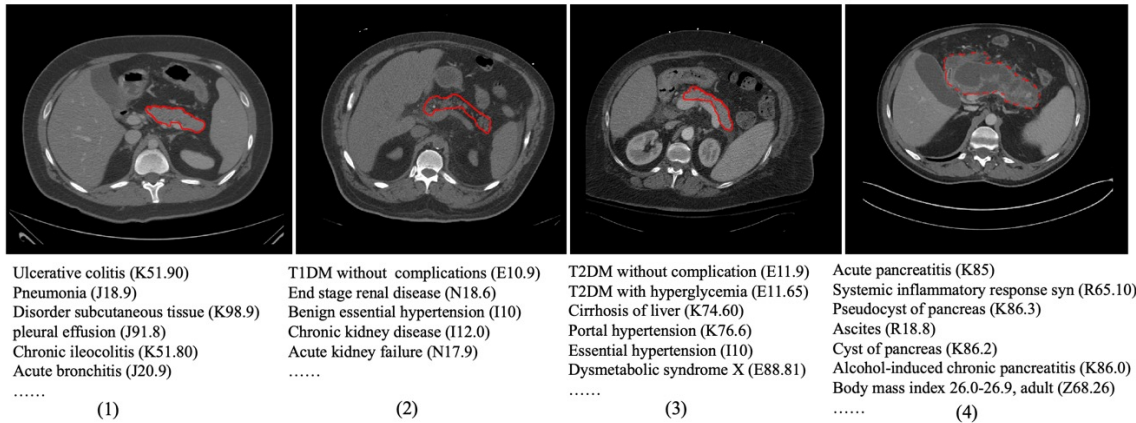 Ulcerative colitis (K51.90)
Pneumonia (J18.9)
Disorder subcutaneous tissue (K98.9)
pleural effusion (J91.8)
Chronic ileocolitis (K51.80)
Acute bronchitis (J20.9)
......
(1)
T1DM without complications (E10.9)
End stage renal disease (N18.6)
Benign essential hypertension (I10)
Chronic kidney disease (I12.0)
Acute kidney failure (N17.9)
......
(2)
T2DM without complication (E11.9)
T2DM with hyperglycemia (E11.65)
Cirrhosis of liver (K74.60)
Portal hypertension (K76.6)
Essential hypertension (I10)
Dysmetabolic syndrome X (E88.81)
......
(3)
Acute pancreatitis (K85)
Systemic inflammatory response syn (R65.10)
Pseudocyst of pancreas (K86.3)
Ascites (R18.8)
Cyst of pancreas (K86.2)
Alcohol-induced chronic pancreatitis (K86.0)
Body mass index 26.0-26.9, adult (Z68.26)
......
(4)